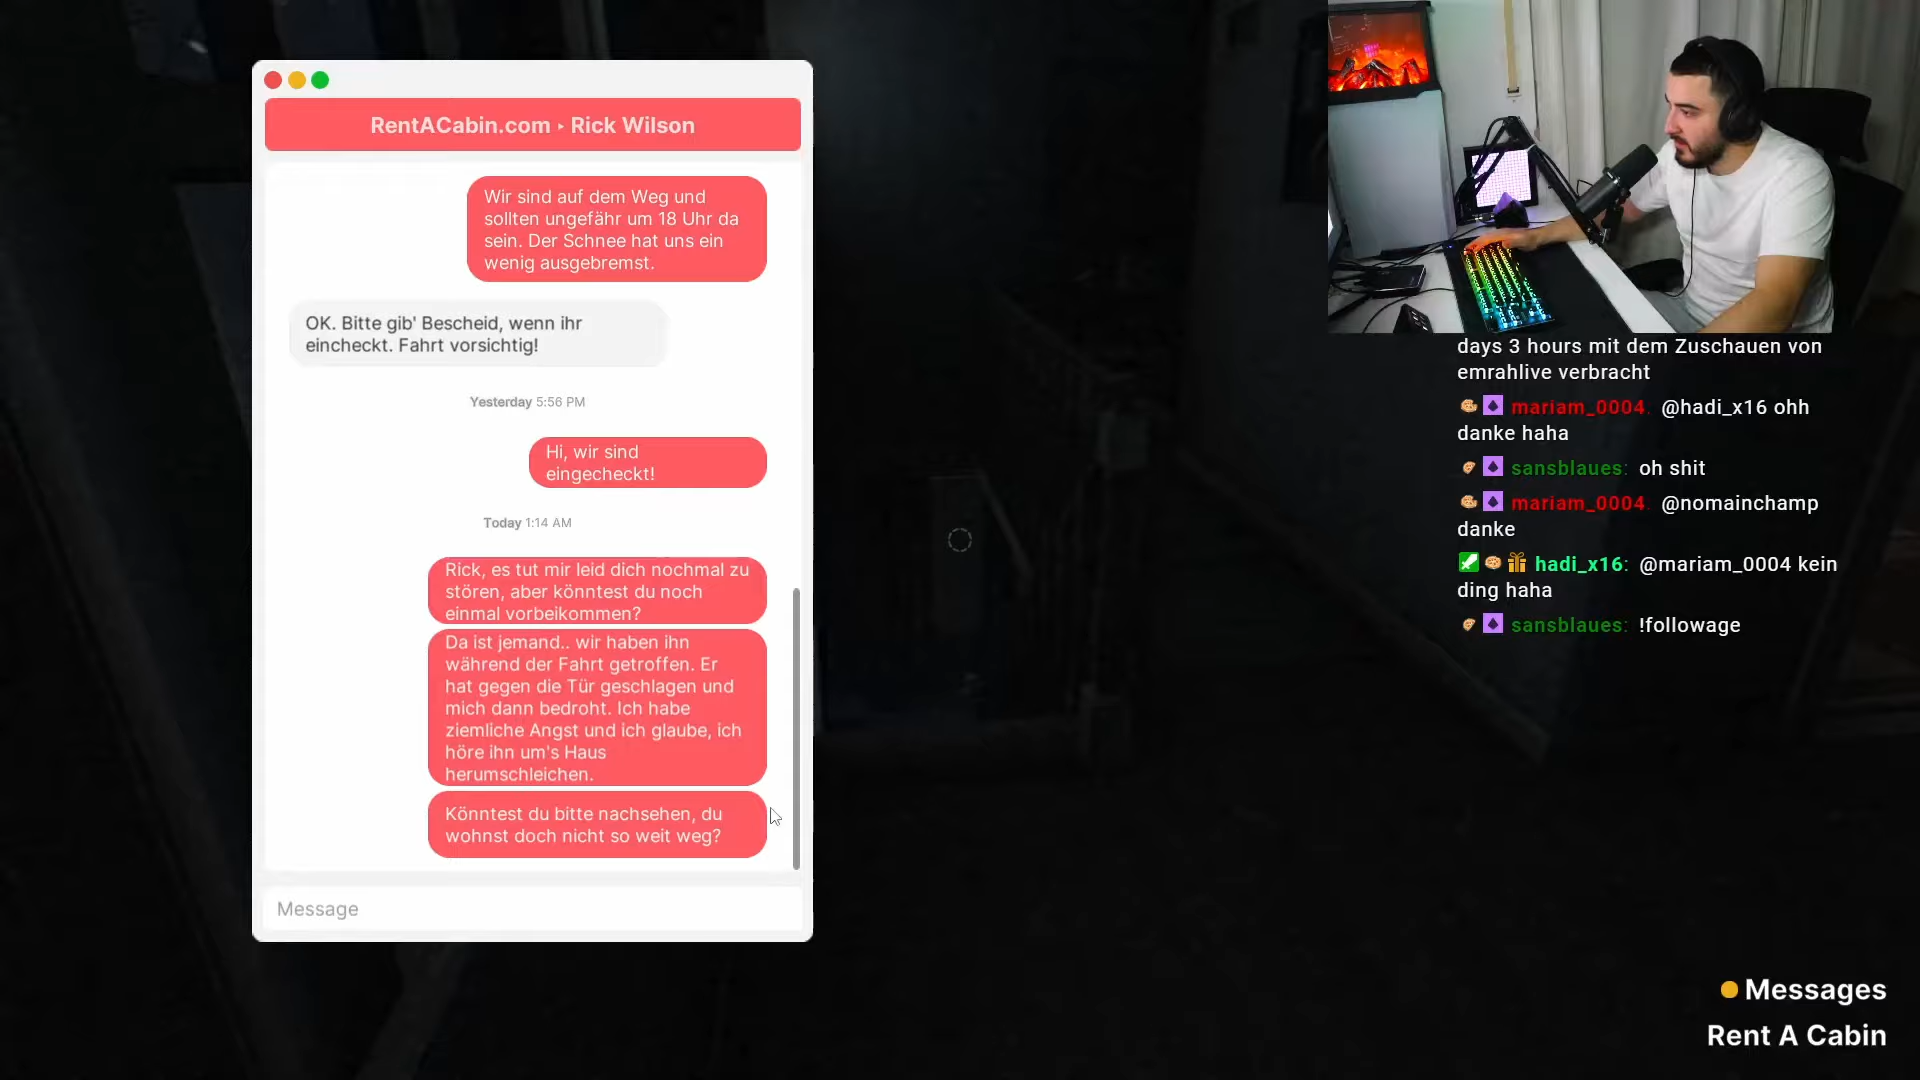 RentACabin.com · Rick Wilson
Wir sind auf dem Weg und
sollten ungefähr um 18 Uhr da
sein. Der Schnee hat uns ein
wenig ausgebremst.
OK. Bitte gib' Bescheid, wenn ihr
eincheckt. Fahrt vorsichtig!
Yesterday 5:56 PM
Hi, wir sind
eingecheckt!
Today 1:14 AM
Rick, es tut mir leid dich nochmal zu
stören, aber könntest du noch
einmal vorbeikommen?
Da ist jemand.. wir haben ihn
während der Fahrt getroffen. Er
hat gegen die Tür geschlagen und
mich dann bedroht. Ich habe
ziemliche Angst und ich glaube, ich
höre ihn um's Haus
herumschleichen.
Könntest du bitte nachsehen, du
wohnst doch nicht so weit weg?
Message
days 3 hours mit dem Zuschauen von
emrahlive verbracht
mariam_0004: @hadi_x16 ohh
danke haha
sansblaues: oh shit
mariam_0004: @nomainchamp
danke
hadi_x16: @mariam_0004 kein
ding haha
sansblaues: !followage
Messages
Rent A Cabin